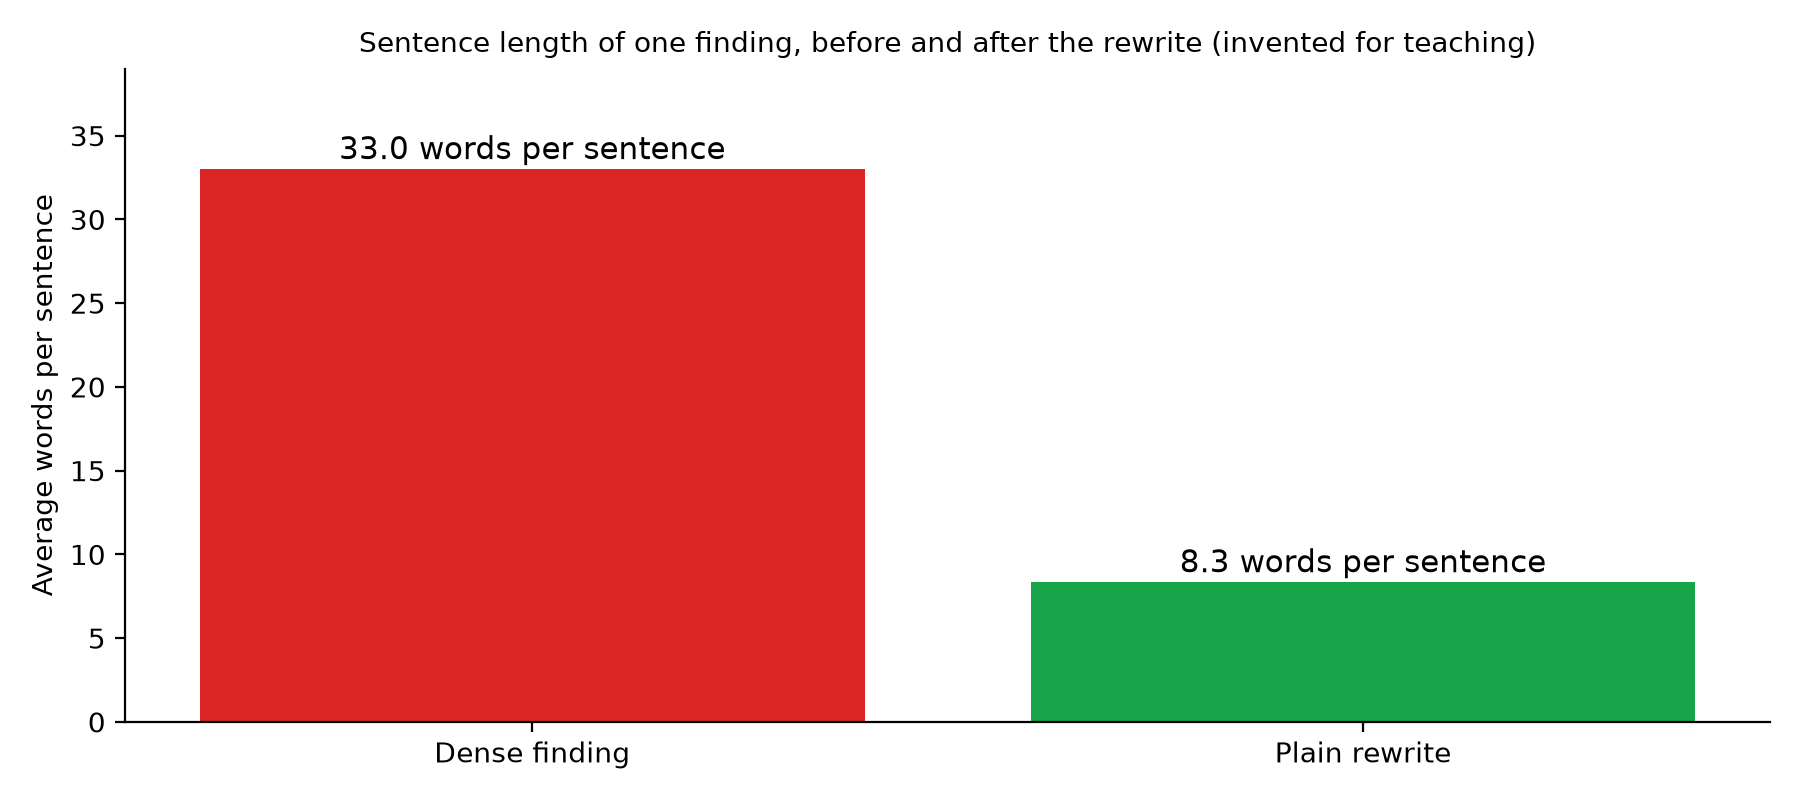 Sentence length of one finding, before and after the rewrite (invented for teaching)
Average words per sentence
35
30
25
20
15
10
5
0
33.0 words per sentence
8.3 words per sentence
Dense finding
Plain rewrite